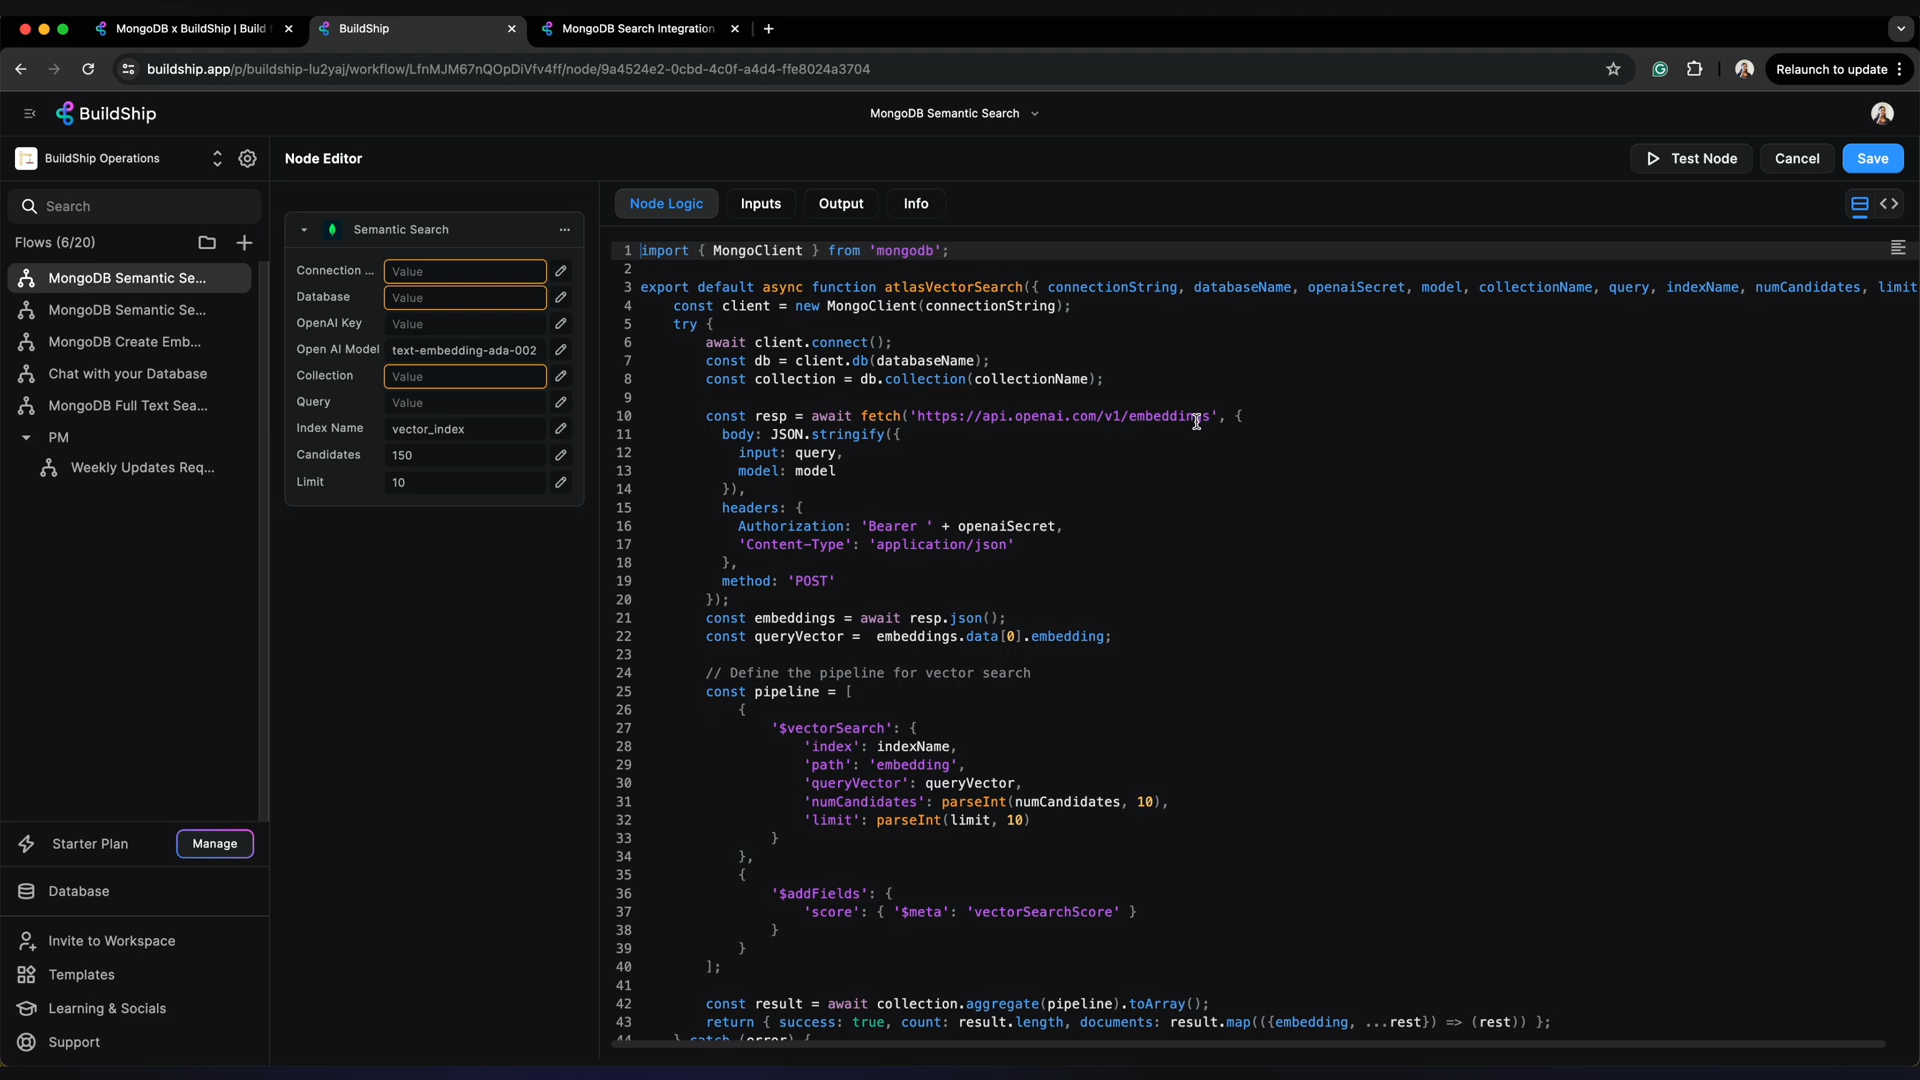 MongoDB x BuildShip | Build
BuildShip
MongoDB Search Integration
buildship.app/p/buildship-lu2yaj/workflow/LfnMJM67nQOpDiVfv4ff/node/9a4524e2-0cbd-4c0f-a4d4-ffe8024a3704
Relaunch to update
BuildShip
MongoDB Semantic Search
BuildShip Operations
Node Editor
Test Node
Cancel
Save
Search
Flows (6/20)
MongoDB Semantic Se...
MongoDB Semantic Se...
MongoDB Create Emb...
Chat with your Database
MongoDB Full Text Sea...
PM
Weekly Updates Req...
Starter Plan
Manage
Database
Invite to Workspace
Templates
Learning & Socials
Support
Semantic Search
Connection ... Value
Database Value
OpenAI Key Value
Open AI Model text-embedding-ada-002
Collection Value
Query Value
Index Name vector_index
Candidates 150
Limit 10
Node Logic
Inputs
Output
Info
1 import { MongoClient } from 'mongodb';
2
3 export default async function atlasVectorSearch({ connectionString, databaseName, openaiSecret, model, collectionName, query, indexName, numCandidates, limit
4 const client = new MongoClient(connectionString);
5 try {
6 await client.connect();
7 const db = client.db(databaseName);
8 const collection = db.collection(collectionName);
9
10 const resp = await fetch('https://api.openai.com/v1/embeddings', {
11 body: JSON.stringify({
12 input: query,
13 model: model
14 }),
15 headers: {
16 Authorization: 'Bearer ' + openaiSecret,
17 'Content-Type': 'application/json'
18 },
19 method: 'POST'
20 });
21 const embeddings = await resp.json();
22 const queryVector =  embeddings.data[0].embedding;
23
24 // Define the pipeline for vector search
25 const pipeline = [
26 {
27 '$vectorSearch': {
28 'index': indexName,
29 'path': 'embedding',
30 'queryVector': queryVector,
31 'numCandidates': parseInt(numCandidates, 10),
32 'limit': parseInt(limit, 10)
33 }
34 },
35 {
36 '$addFields': {
37 'score': { '$meta': 'vectorSearchScore' }
38 }
39 }
40 ];
41
42 const result = await collection.aggregate(pipeline).toArray();
43 return { success: true, count: result.length, documents: result.map(({embedding, ...rest}) => (rest)) };
44 } catch (error) {